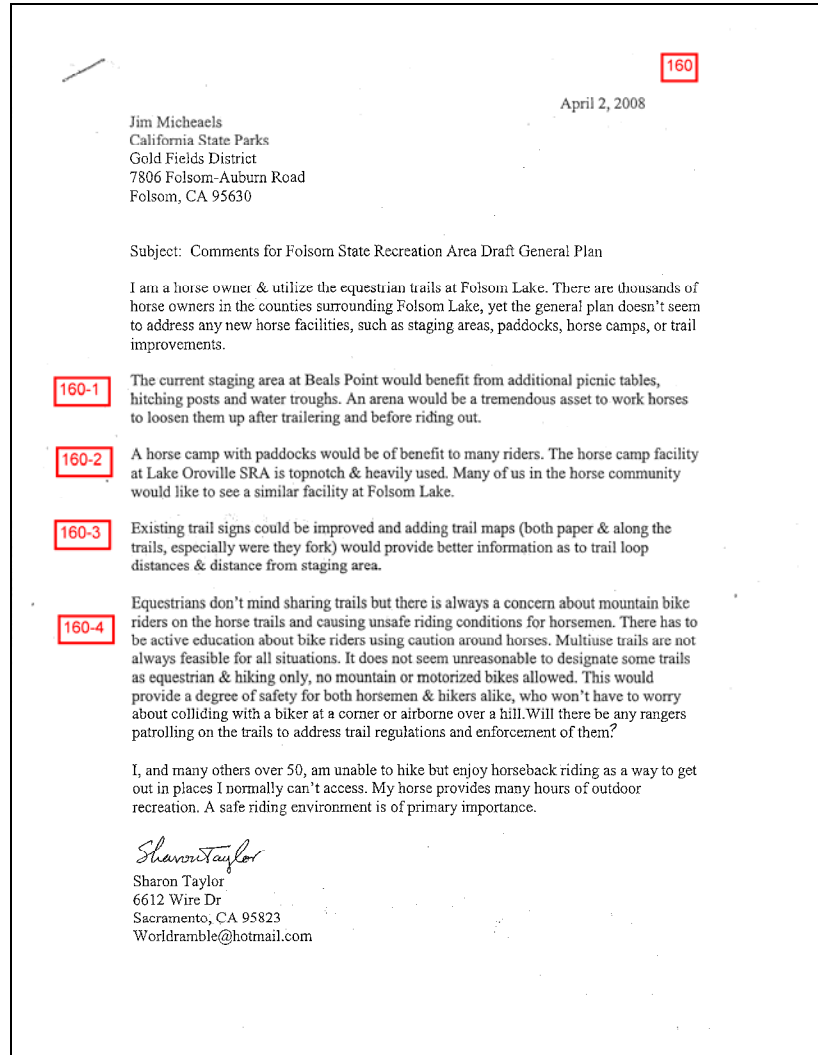 160
April 2, 2008
Jim Micheaels
California State Parks
Gold Fields District
7806 Folsom-Auburn Road
Folsom, CA 95630
Subject: Comments for Folsom State Recreation Area Draft General Plan
I am a horse owner & utilize the equestrian trails at Folsom Lake. There are thousands of
horse owners in the counties surrounding Folsom Lake, yet the general plan doesn't seem
to address any new horse facilities, such as staging areas, paddocks, horse camps, or trail
improvements.
160-1
The current staging area at Beals Point would benefit from additional picnic tables,
hitching posts and water troughs. An arena would be a tremendous asset to work horses
to loosen them up after trailering and before riding out.
160-2
A horse camp with paddocks would be of benefit to many riders. The horse camp facility
at Lake Oroville SRA is topnotch & heavily used. Many of us in the horse community
would like to see a similar facility at Folsom Lake.
160-3
Existing trail signs could be improved and adding trail maps (both paper & along the
trails, especially were they fork) would provide better information as to trail loop
distances & distance from staging area.
160-4
Equestrians don't mind sharing trails but there is always a concern about mountain bike
riders on the horse trails and causing unsafe riding conditions for horsemen. There has to
be active education about bike riders using caution around horses. Multiuse trails are not
always feasible for all situations. It does not seem unreasonable to designate some trails
as equestrian & hiking only, no mountain or motorized bikes allowed. This would
provide a degree of safety for both horsemen & hikers alike, who won't have to worry
about colliding with a biker at a corner or airborne over a hill.Will there be any rangers
patrolling on the trails to address trail regulations and enforcement of them?
I, and many others over 50, am unable to hike but enjoy horseback riding as a way to get
out in places I normally can't access. My horse provides many hours of outdoor
recreation. A safe riding environment is of primary importance.
Sharon Taylor
Sharon Taylor
6612 Wire Dr
Sacramento, CA 95823
Worldramble@hotmail.com